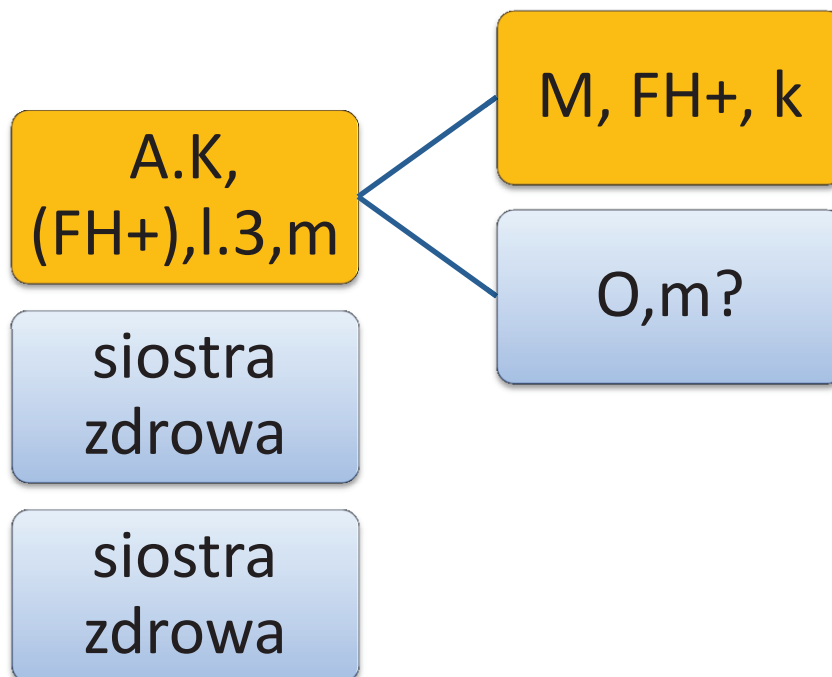 A.K,
(FH+),l.3,m
M, FH+, k
O,m?
siostra
zdrowa
siostra
zdrowa